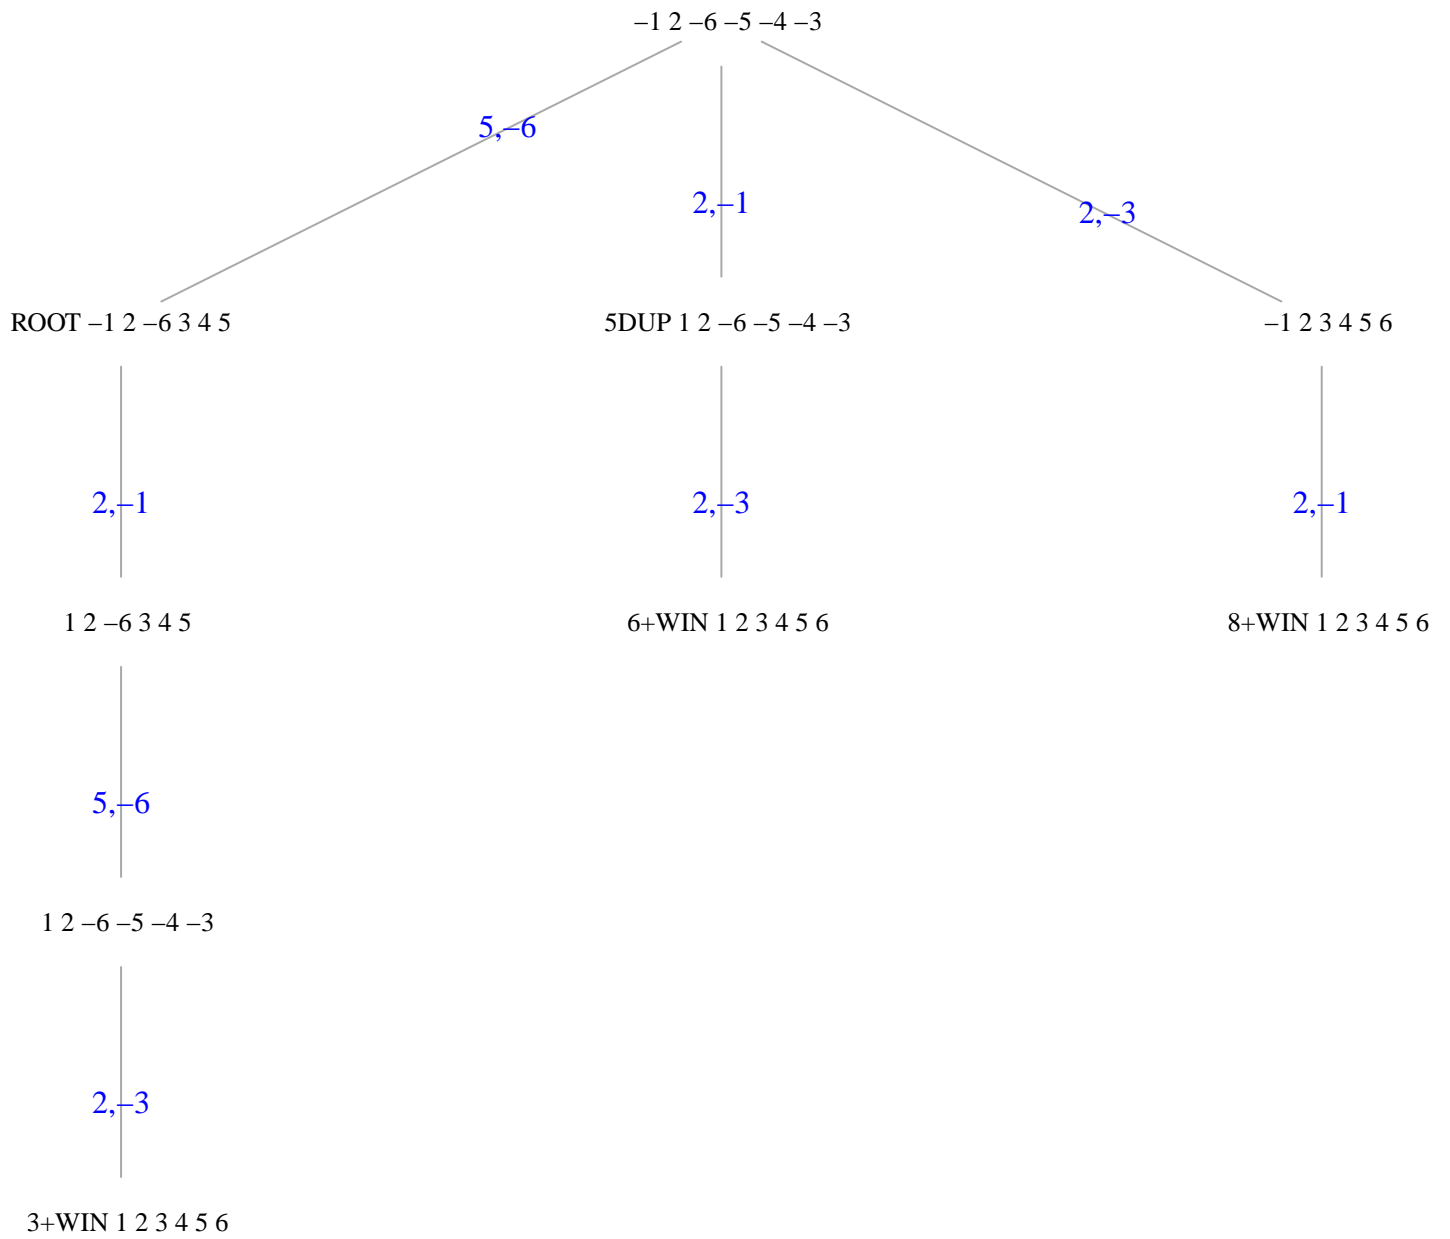 –1 2 –6 –5 –4 –3
5,–6
2,–1
2,–3
ROOT –1 2 –6 3 4 5
5DUP 1 2 –6 –5 –4 –3
–1 2 3 4 5 6
2,–1
2,–3
2,–1
1 2 –6 3 4 5
6+WIN 1 2 3 4 5 6
8+WIN 1 2 3 4 5 6
5,–6
1 2 –6 –5 –4 –3
2,–3
3+WIN 1 2 3 4 5 6